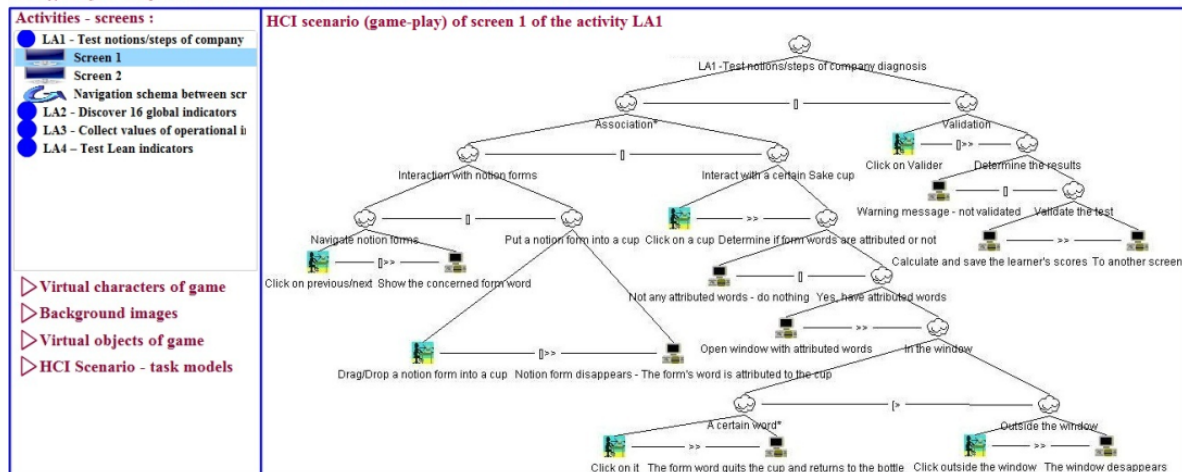 Activities - screens :
LA1 - Test notions/steps of company
Screen 1
Screen 2
Navigation schema between scr
LA2 - Discover 16 global indicators
LA3 - Collect values of operational i
LA4 – Test Lean indicators
Virtual characters of game
Background images
Virtual objects of game
HCI Scenario - task models
HCI scenario (game-play) of screen 1 of the activity LA1
LA1 -Test notions/steps of company diagnosis
[]
Association*
Validation
[]
[]>>
Interaction with notion forms
Interact with a certain Sake cup
Click on Valider
Determine the results
[]
>>
[]
Warning message - not validated
Validate the test
Navigate notion forms
Put a notion form into a cup
Click on a cup
Determine if form words are attributed or not
[]>>
[]
>>
Calculate and save the learner's scores
To another screen
Click on previous/next
Show the concerned form word
Not any attributed words - do nothing
Yes, have attributed words
>>
[]>>
Open window with attributed words
In the window
Drag/Drop a notion form into a cup
Notion form disappears - The form's word is attributed to the cup
[>
A certain word*
Outside the window
>>
>>
Click on it
The form word quits the cup and returns to the bottle
Click outside the window
The window desappears